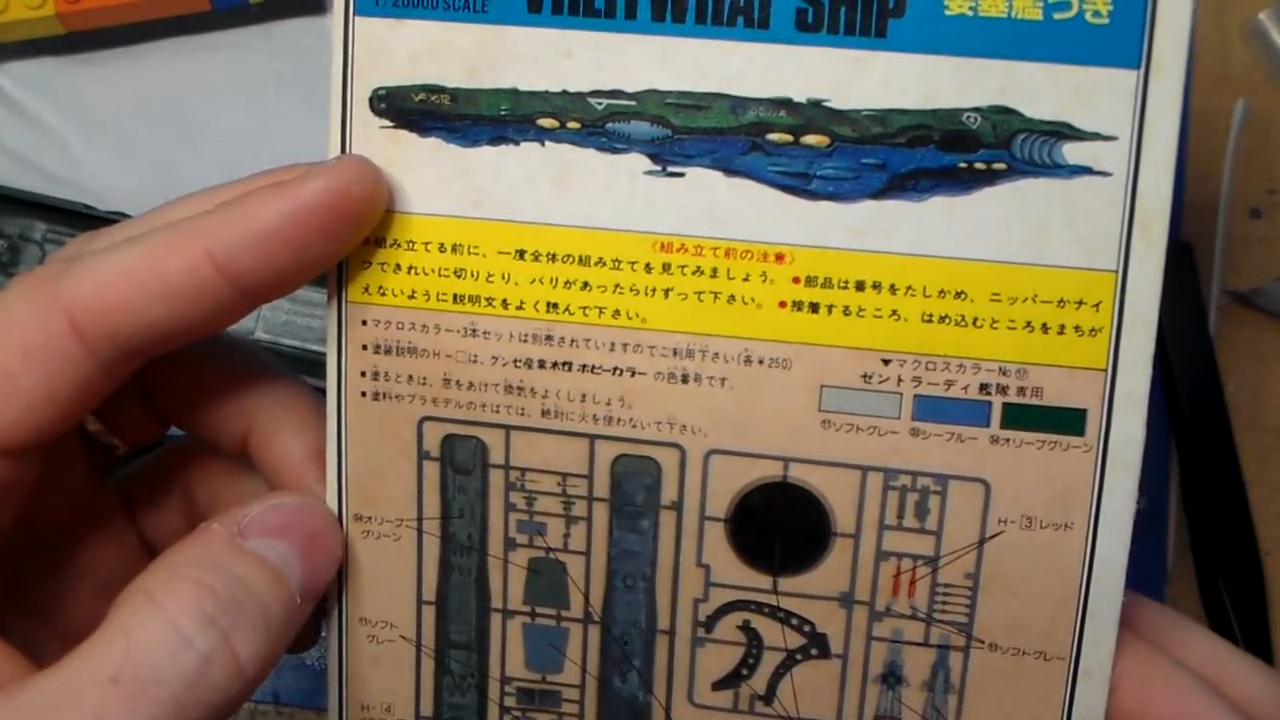 1/20000 SCALE
VRLITWHAI SHIP
要塞艦つき
《組み立て前の注意》
●組み立てる前に、一度全体の組み立てを見てみましょう。●部品は番号をたしかめ、ニッパーかナイ
フできれいに切りとり、バリがあったらけずって下さい。●接着するところ、はめ込むところをまちが
えないように説明文をよく読んで下さい。
■マクロスカラー・3本セットは別売されていますのでご利用下さい(各¥250)
■塗装説明のH-□は、グンゼ産業水性ホビーカラーの色番号です。
■塗るときは、窓をあけて換気をよくしましょう。
■塗料やプラモデルのそばでは、絶対に火を使わないで下さい。
▼マクロスカラーNo⑰
ゼントラーディ艦隊専用
ソフトグレー
シーブルー
オリーブグリーン
オリーブ
グリーン
ソフト
グレー
H-3レッド
ソフトグレー
H-4